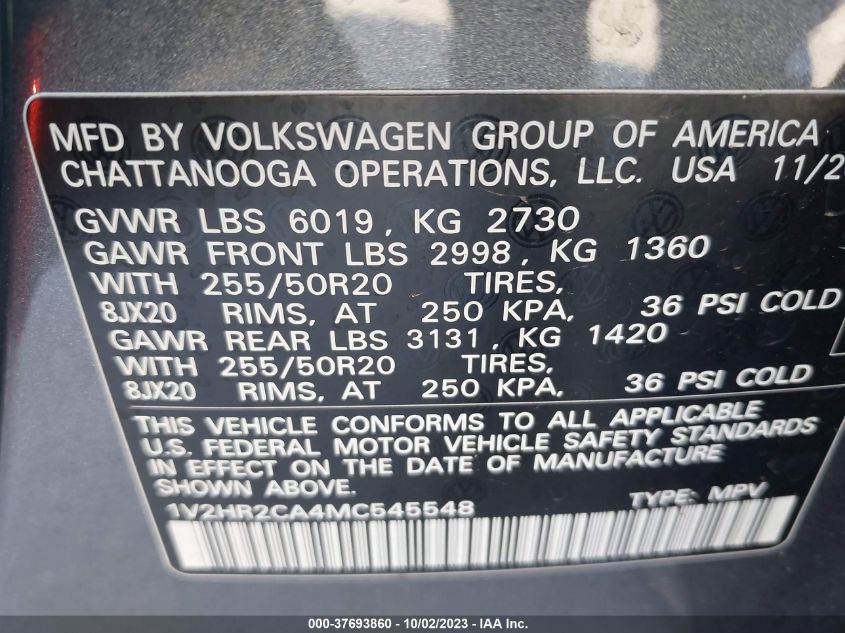 MFD BY VOLKSWAGEN GROUP OF AMERICA
CHATTANOOGA OPERATIONS, LLC. USA 11/2
GVWR LBS 6019, KG 2730
GAWR FRONT LBS 2998, KG 1360
WITH 255/50R20 TIRES,
8JX20 RIMS, AT 250 KPA, 36 PSI COLD
GAWR REAR LBS 3131, KG 1420
WITH 255/50R20 TIRES,
8JX20 RIMS, AT 250 KPA, 36 PSI COLD
THIS VEHICLE CONFORMS TO ALL APPLICABLE
U.S. FEDERAL MOTOR VEHICLE SAFETY STANDARDS
IN EFFECT ON THE DATE OF MANUFACTURE
SHOWN ABOVE.
1V2HR2CA4MC545548 TYPE: MPV
000-37693860 - 10/02/2023 - IAA Inc.